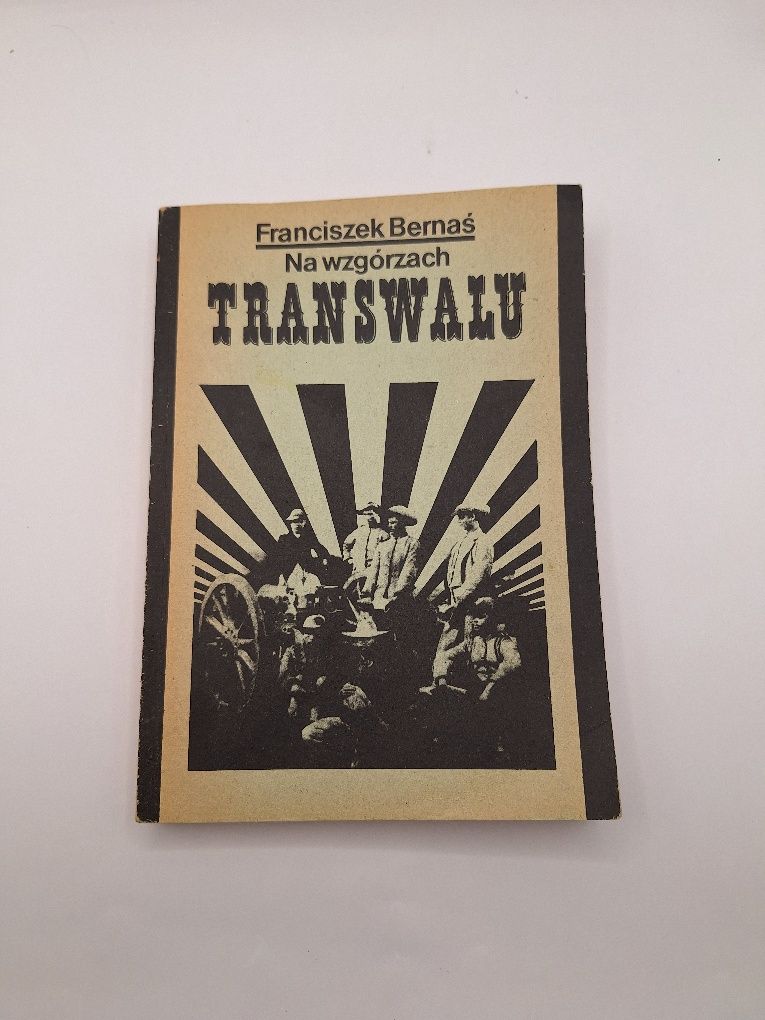 Franciszek Bernaś
Na wzgórzach
TRANSWALU